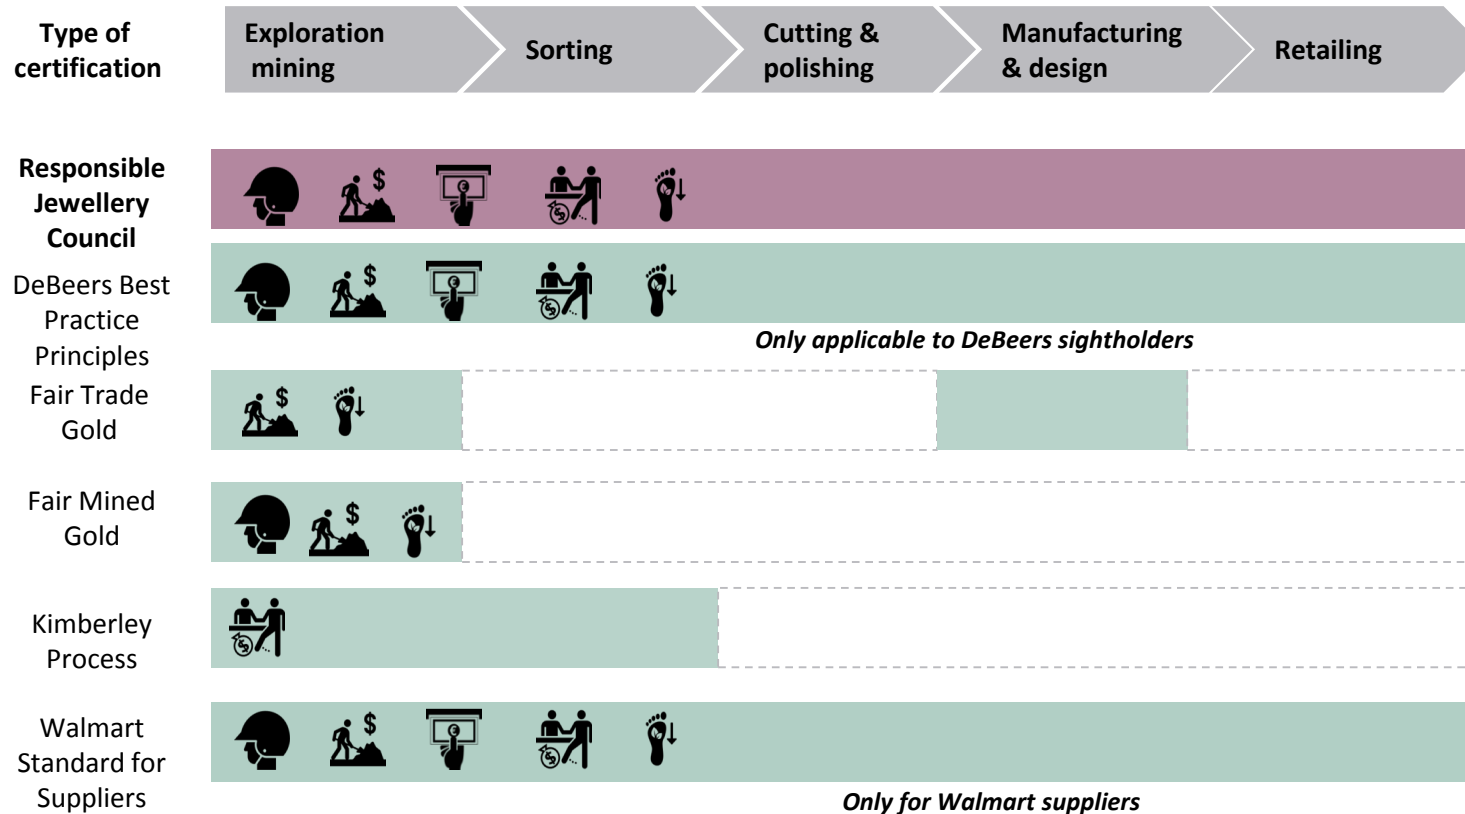 Type of
certification
Exploration
mining
Sorting
Cutting &
polishing
Manufacturing
& design
Retailing
Responsible
Jewellery
Council
$
DeBeers Best
Practice
Principles
$
Only applicable to DeBeers sightholders
Fair Trade
Gold
$
Fair Mined
Gold
$
Kimberley
Process
Walmart
Standard for
Suppliers
$
Only for Walmart suppliers